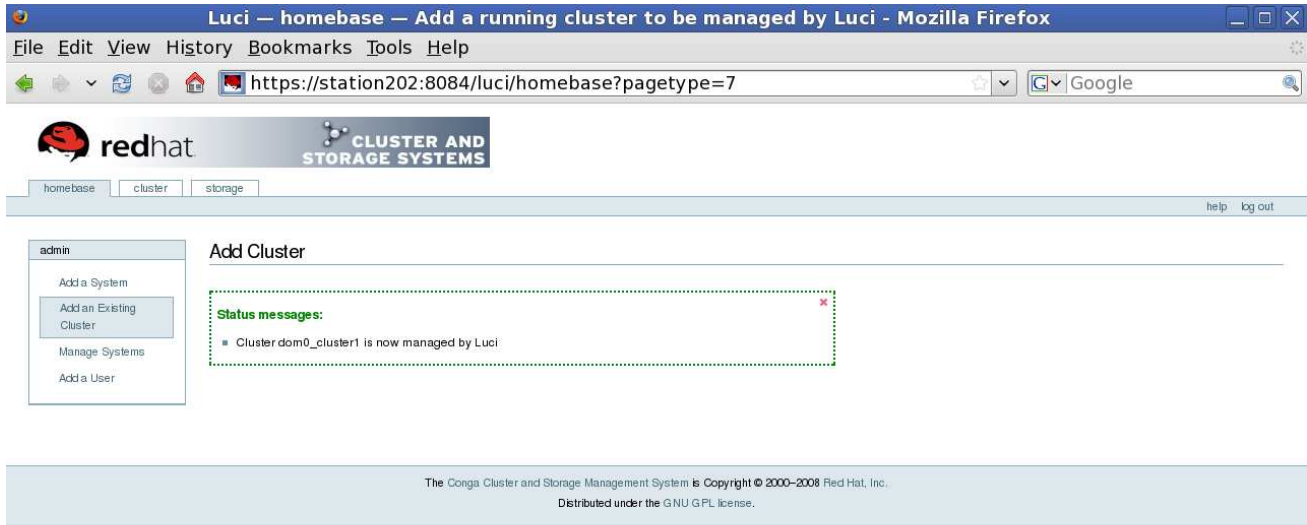 Luci — homebase — Add a running cluster to be managed by Luci - Mozilla Firefox
File Edit View History Bookmarks Tools Help
https://station202:8084/luci/homebase?pagetype=7
G Google
redhat.
CLUSTER AND
STORAGE SYSTEMS
homebase cluster storage
help log out
admin
Add a System
Add an Existing
Cluster
Manage Systems
Add a User
Add Cluster
Status messages:
Cluster dom0_cluster1 is now managed by Luci
The Conga Cluster and Storage Management System is Copyright © 2000–2008 Red Hat, Inc.
Distributed under the GNU GPL license.